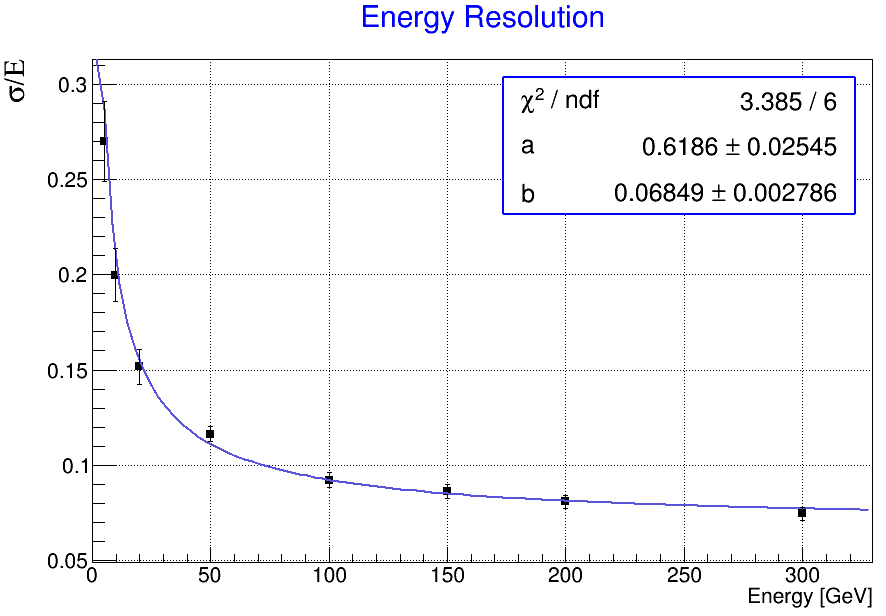 Energy Resolution
σ/E
χ² / ndf 3.385 / 6
a 0.6186 ± 0.02545
b 0.06849 ± 0.002786
0.3
0.25
0.2
0.15
0.1
0.05
0 50 100 150 200 250 300
Energy [GeV]